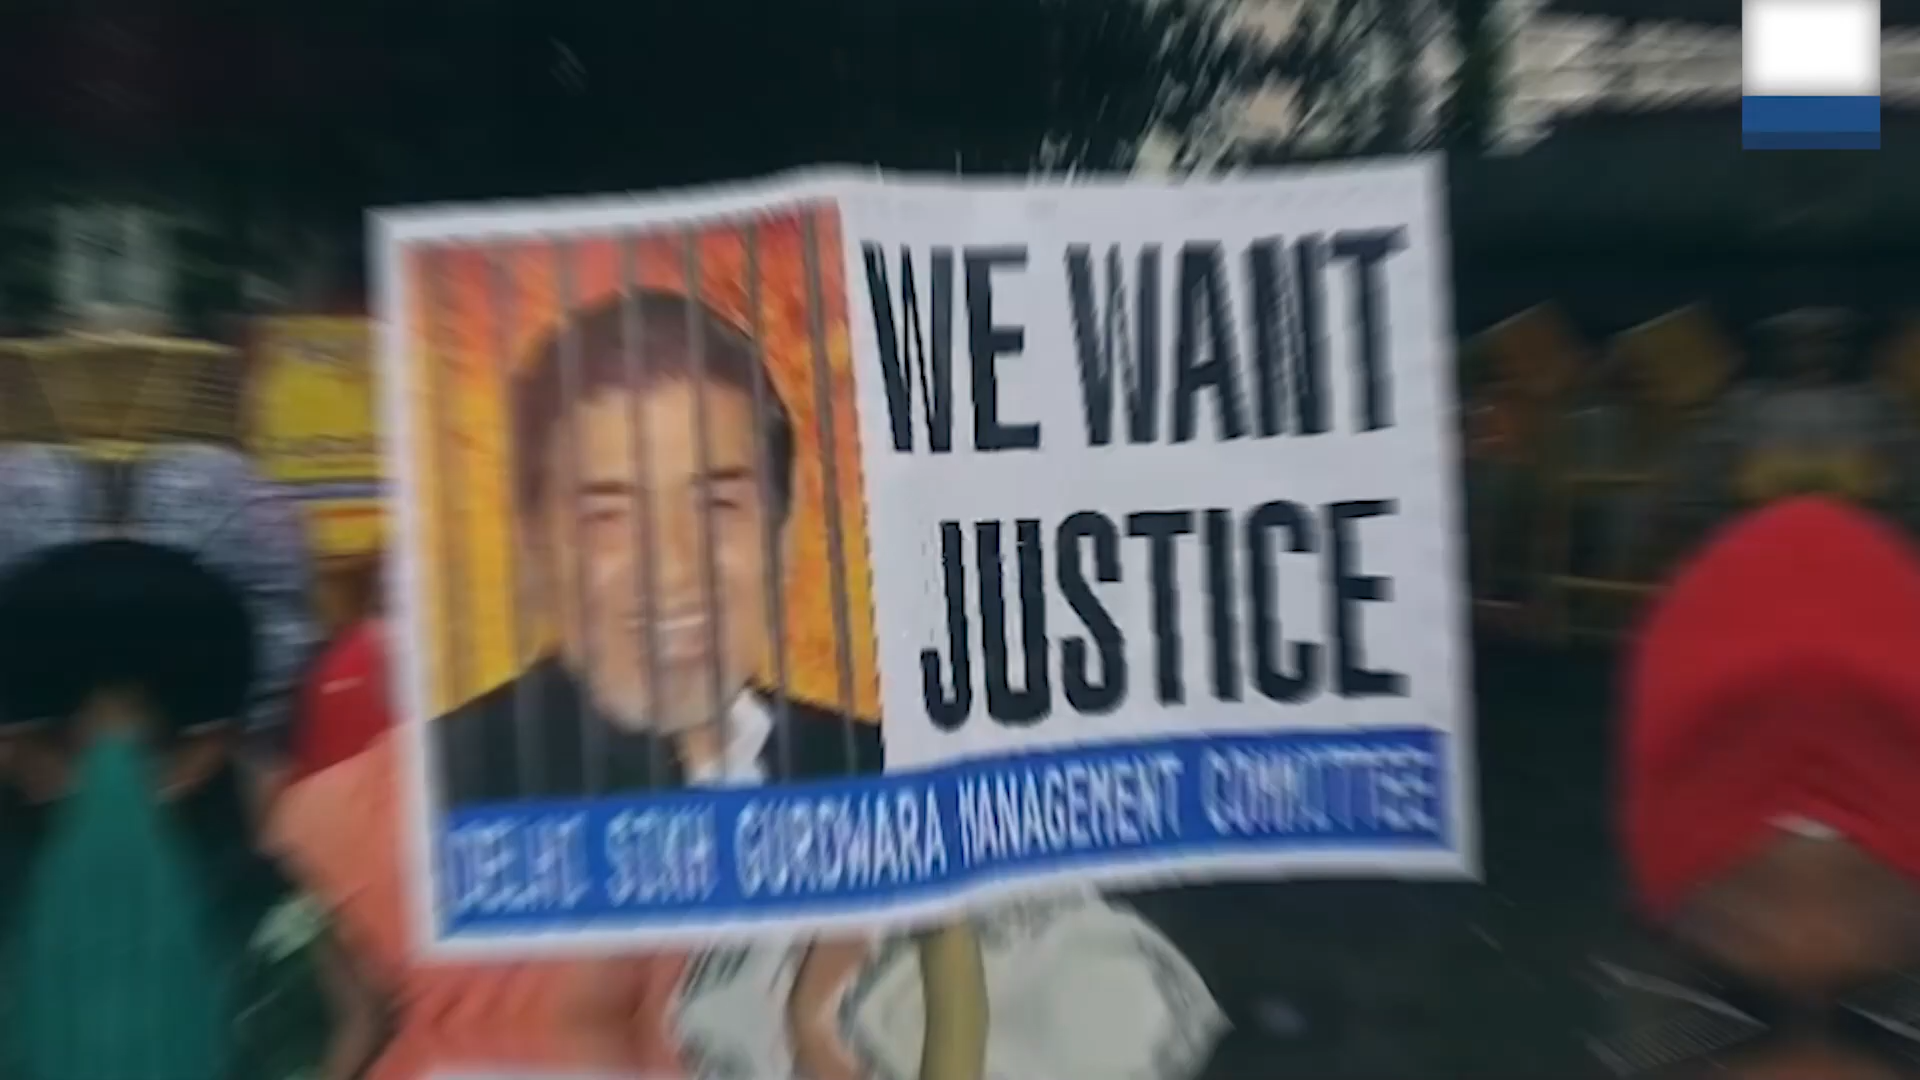 WE WANT
JUSTICE
DELHI SIKH GURDWARA MANAGEMENT COMMITTEE